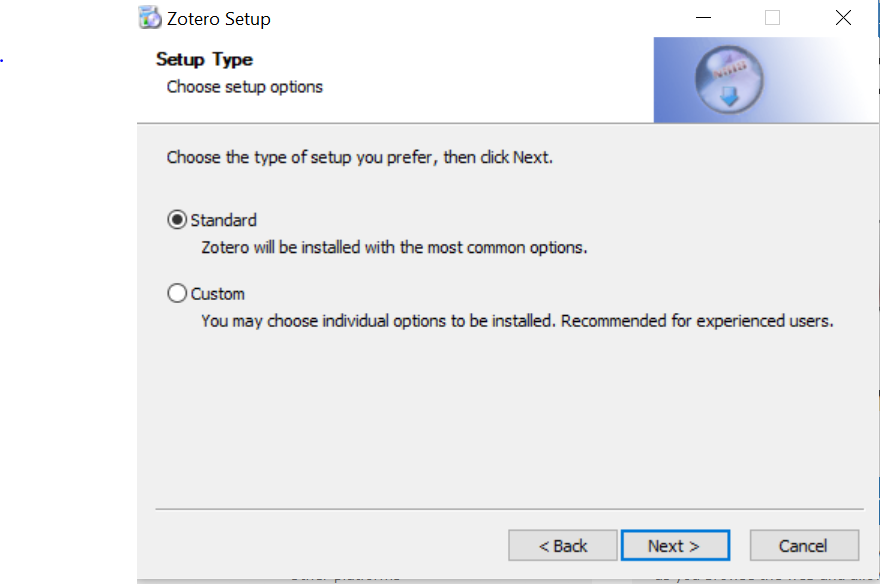 Zotero Setup
Setup Type
Choose setup options
Choose the type of setup you prefer, then click Next.
Standard
Zotero will be installed with the most common options.
Custom
You may choose individual options to be installed. Recommended for experienced users.
< Back
Next >
Cancel